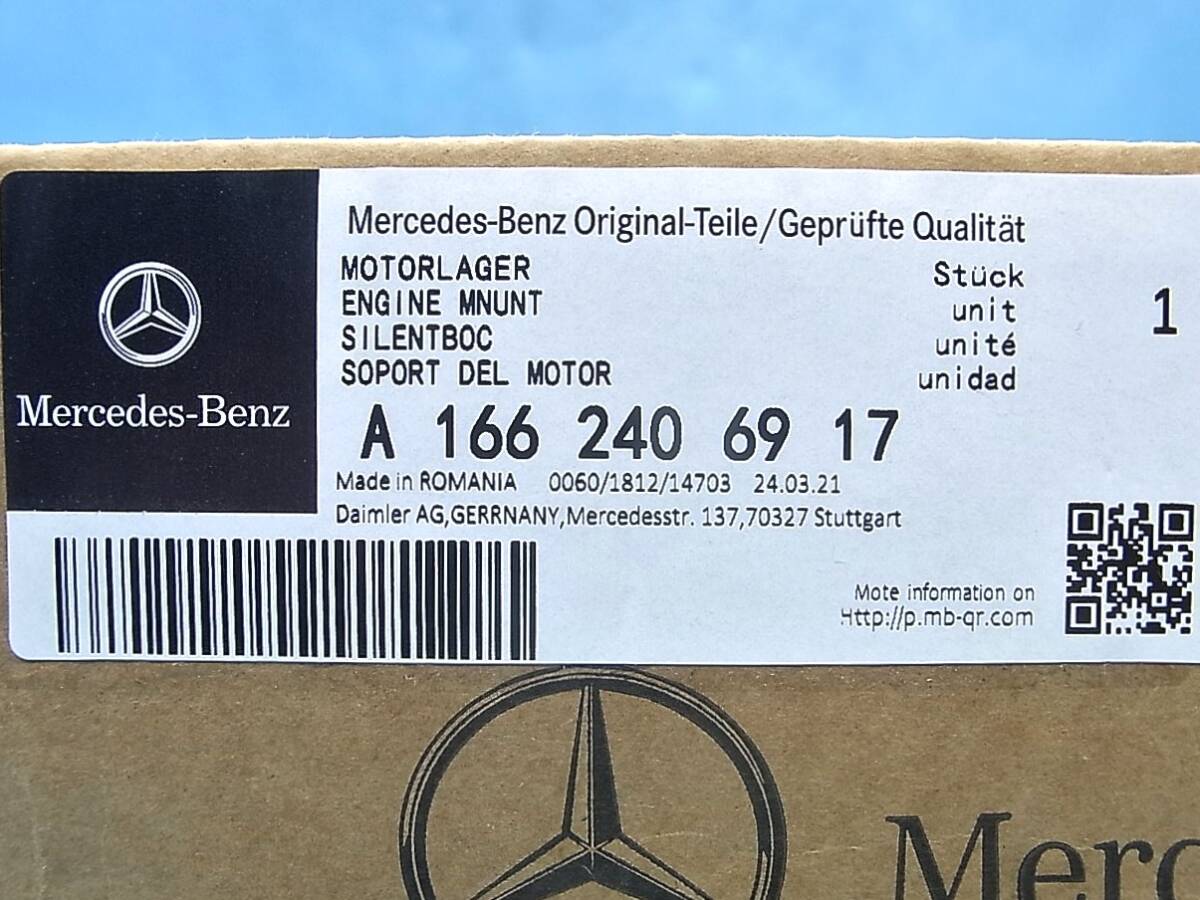 Mercedes-Benz Original-Teile/Geprüfte Qualität
MOTORLAGER Stück
ENGINE MNUNT unit 1
SILENTBOC unité
SOPORT DEL MOTOR unidad
Mercedes-Benz
A 166 240 69 17
Made in ROMANIA 0060/1812/14703 24.03.21
Daimler AG,GERRNANY,Mercedesstr. 137,70327 Stuttgart
Mote information on
Http://p.mb-qr.com
Merc